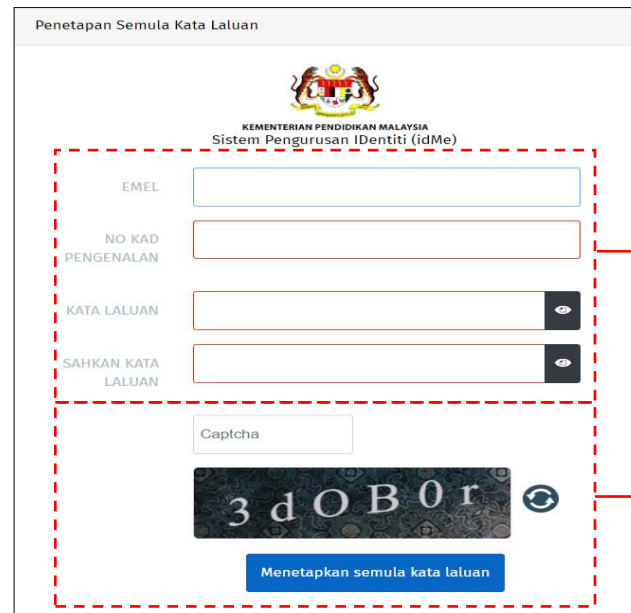 Penetapan Semula Kata Laluan
KEMENTERIAN PENDIDIKAN MALAYSIA
Sistem Pengurusan IDentiti (idMe)
EMEL
NO KAD
PENGENALAN
KATA LALUAN
SAHKAN KATA
LALUAN
Captcha
3dOB0r
Menetapkan semula kata laluan